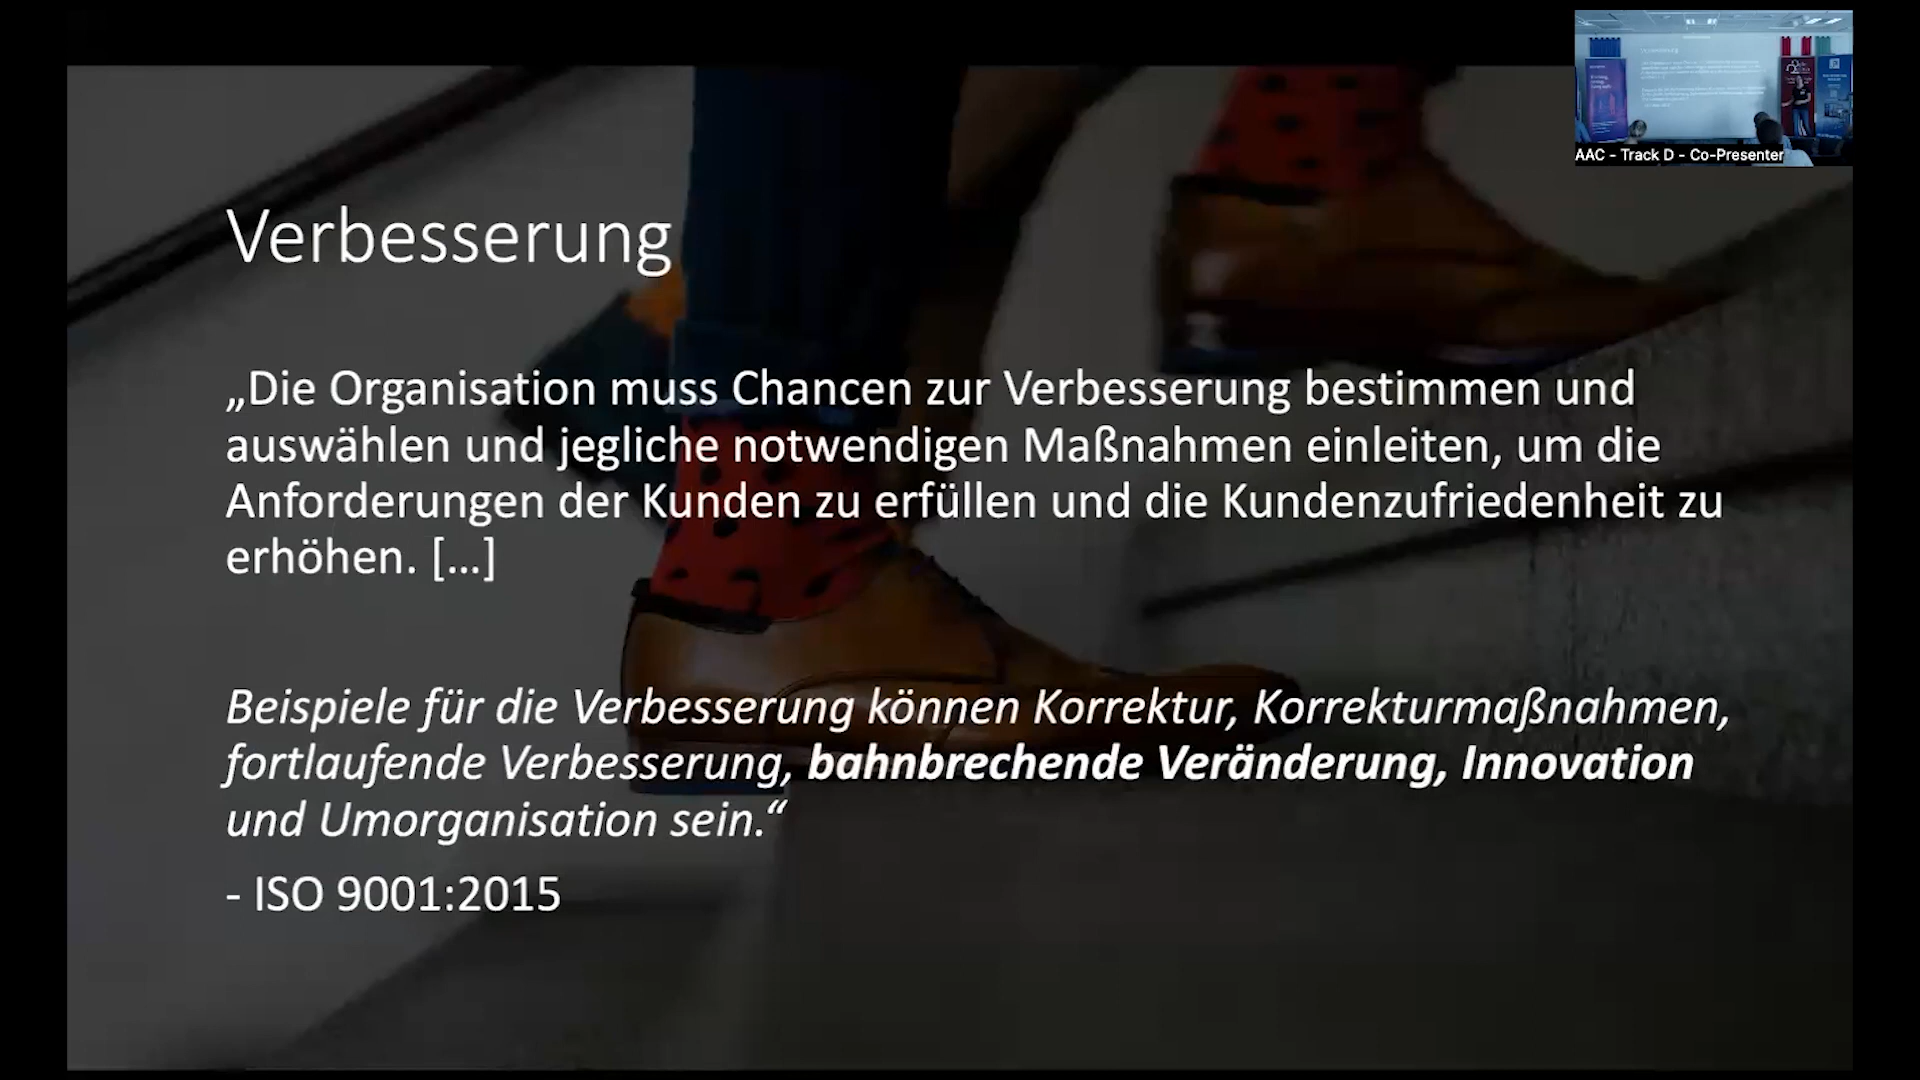 AAC - Track D - Co-Presenter
Verbesserung
„Die Organisation muss Chancen zur Verbesserung bestimmen und
auswählen und jegliche notwendigen Maßnahmen einleiten, um die
Anforderungen der Kunden zu erfüllen und die Kundenzufriedenheit zu
erhöhen. […]
Beispiele für die Verbesserung können Korrektur, Korrekturmaßnahmen,
fortlaufende Verbesserung, bahnbrechende Veränderung, Innovation
und Umorganisation sein.“
- ISO 9001:2015